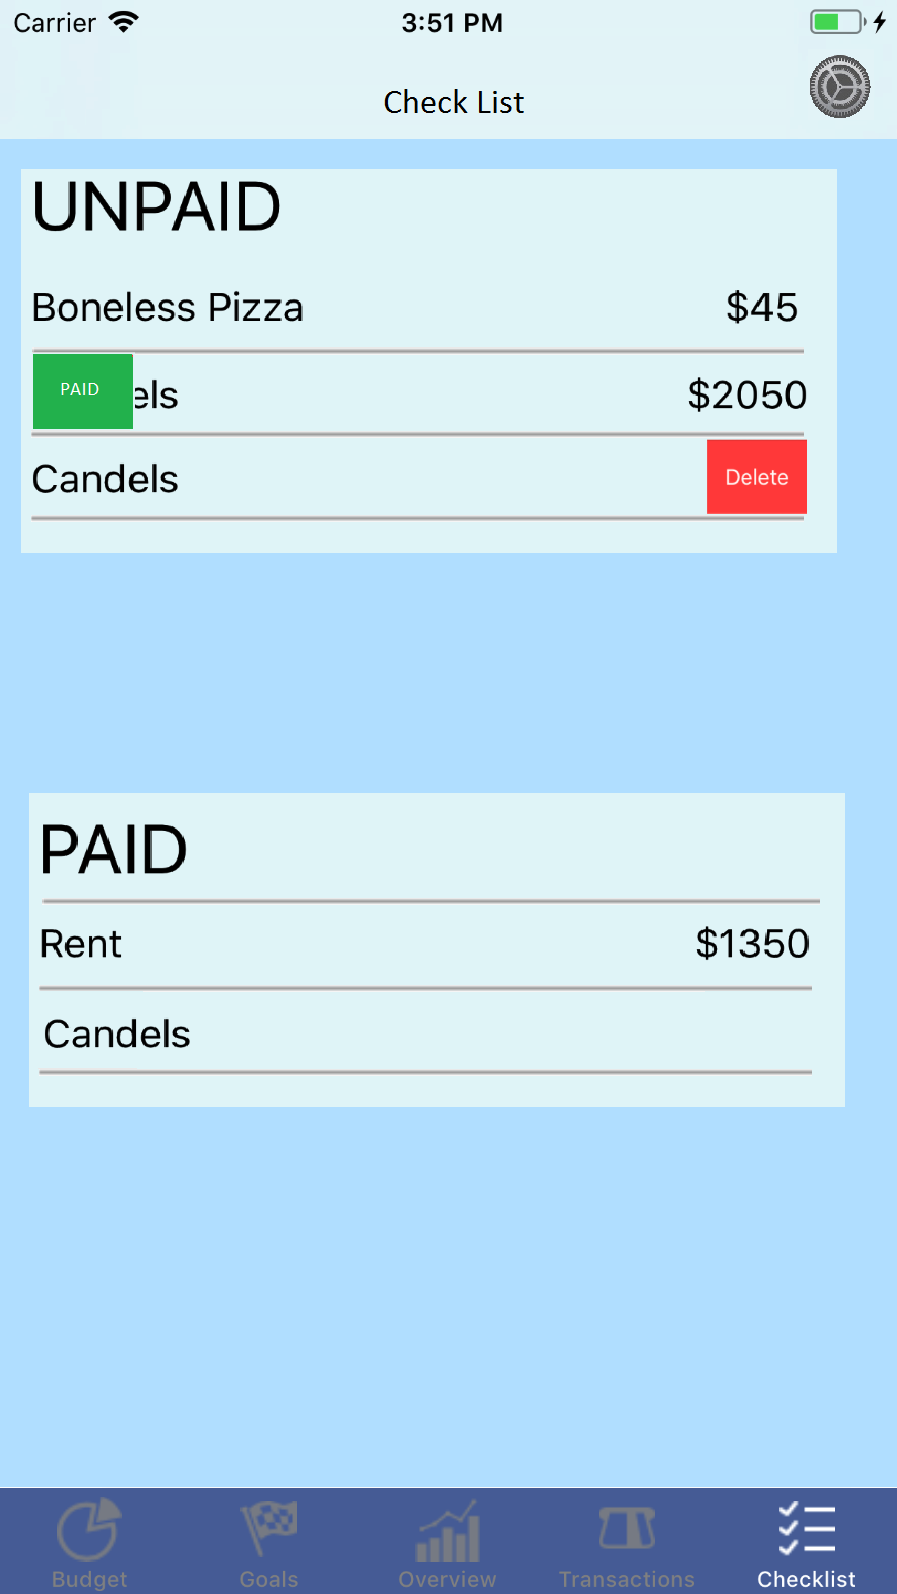 Carrier 3:51 PM
Check List
UNPAID
Boneless Pizza $45
PAID els $2050
Candels Delete
PAID
Rent $1350
Candels
Budget Goals Overview Transactions Checklist